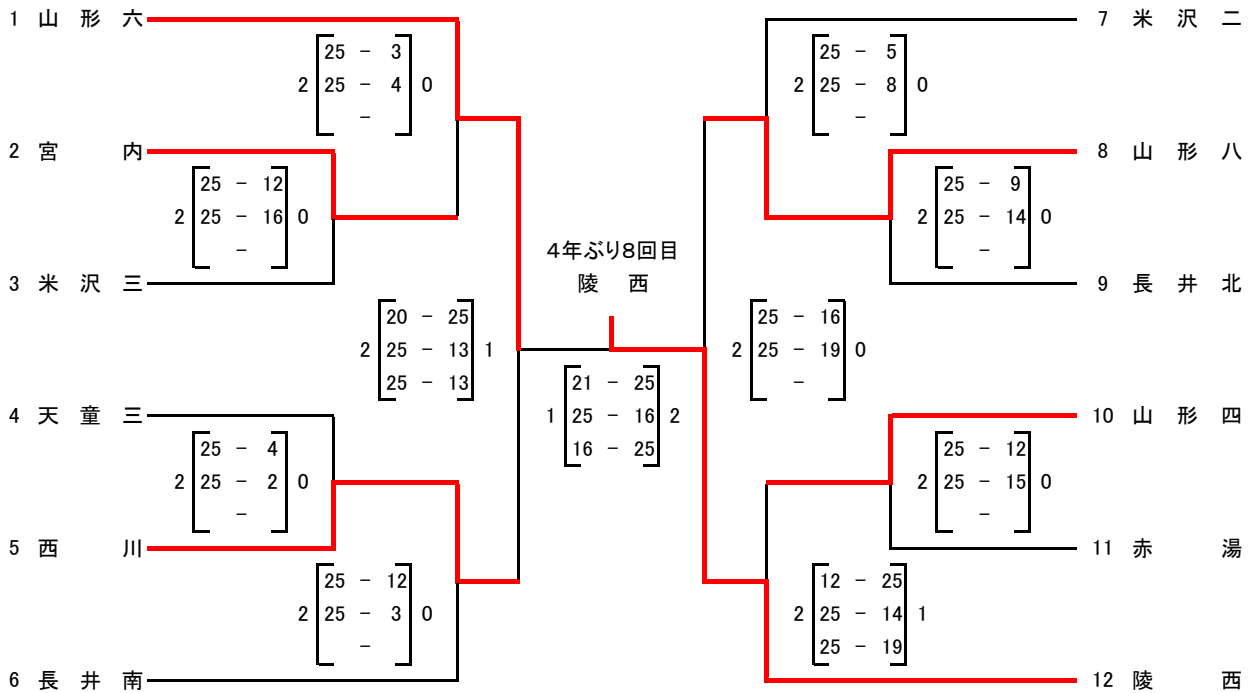 1 山 形 六
25 - 3
2 25 - 4 0
-
2 宮 内
25 - 12
2 25 - 16 0
-
3 米 沢 三
20 - 25
2 25 - 13 1
25 - 13
4 天 童 三
25 - 4
2 25 - 2 0
-
5 西 川
25 - 12
2 25 - 3 0
-
6 長 井 南
4年ぶり8回目
陵 西
21 - 25
1 25 - 16 2
16 - 25
7 米 沢 二
25 - 5
2 25 - 8 0
-
8 山 形 八
25 - 9
2 25 - 14 0
-
9 長 井 北
25 - 16
2 25 - 19 0
-
10 山 形 四
25 - 12
2 25 - 15 0
-
11 赤 湯
12 - 25
2 25 - 14 1
25 - 19
12 陵 西